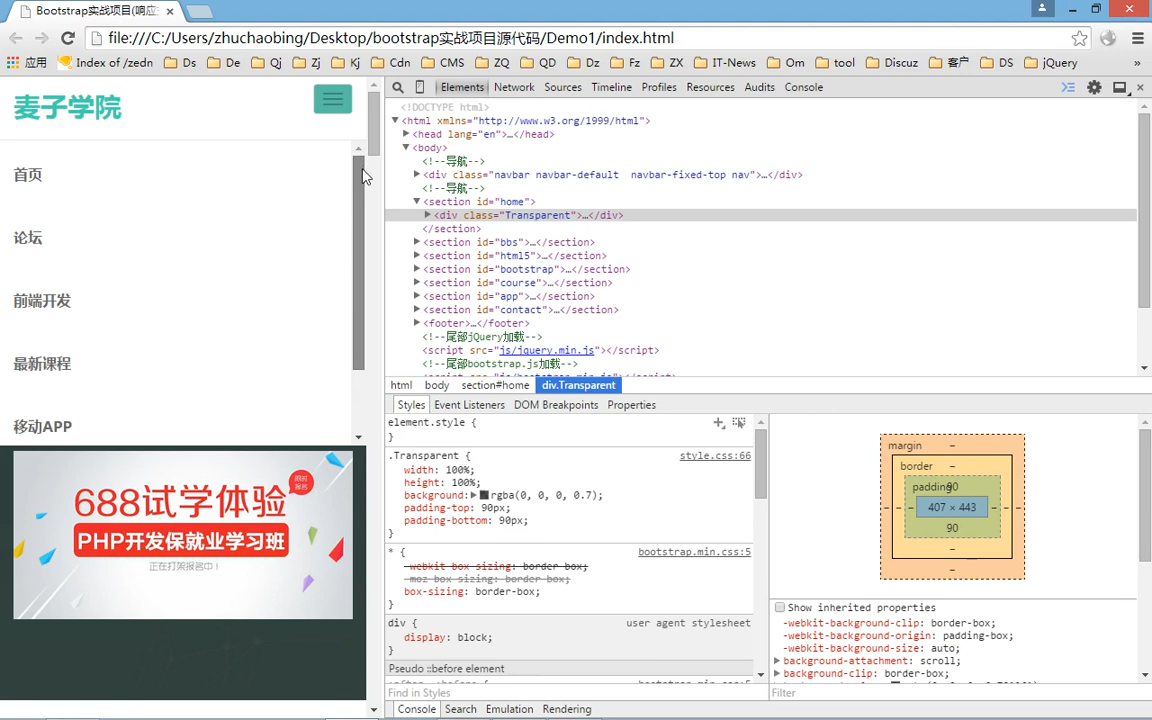 Bootstrap实战项目(响应:
file:///C:/Users/zhuchaobing/Desktop/bootstrap实战项目源代码/Demo1/index.html
应用 Index of /zedn Ds De Qj Zj Kj Cdn CMS ZQ QD Dz Fz ZX IT-News Om tool Discuz 客户 DS jQuery »
麦子学院
首页
论坛
前端开发
最新课程
移动APP
688试学体验
限时
PHP开发保就业学习班
正在打架报名中！
Elements Network Sources Timeline Profiles Resources Audits Console
<!DOCTYPE html>
<html xmlns="http://www.w3.org/1999/html">
<head lang="en">…</head>
<body>
<!--导航-->
<div class="navbar navbar-default  navbar-fixed-top nav">…</div>
<!--导航-->
<section id="home">
<div class="Transparent">…</div>
</section>
<section id="bbs">…</section>
<section id="html5">…</section>
<section id="bootstrap">…</section>
<section id="course">…</section>
<section id="app">…</section>
<section id="contact">…</section>
<footer>…</footer>
<!--尾部jQuery加载-->
<script src="js/jquery.min.js"></script>
<!--尾部bootstrap.js加载-->
html body section#home div.Transparent
Styles Event Listeners DOM Breakpoints Properties
element.style {
}
.Transparent { style.css:66
width: 100%;
height: 100%;
background: rgba(0, 0, 0, 0.7);
padding-top: 90px;
padding-bottom: 90px;
}
* { bootstrap.min.css:5
-webkit-box-sizing: border-box;
-moz-box-sizing: border-box;
box-sizing: border-box;
}
div { user agent stylesheet
display: block;
}
Pseudo ::before element
Find in Styles
margin –
border –
padding 90
– – – 407 × 443 – – –
90
–
–
Show inherited properties
-webkit-background-clip: border-box;
-webkit-background-origin: padding-box;
-webkit-background-size: auto;
background-attachment: scroll;
background-clip: border-box;
Filter
Console Search Emulation Rendering